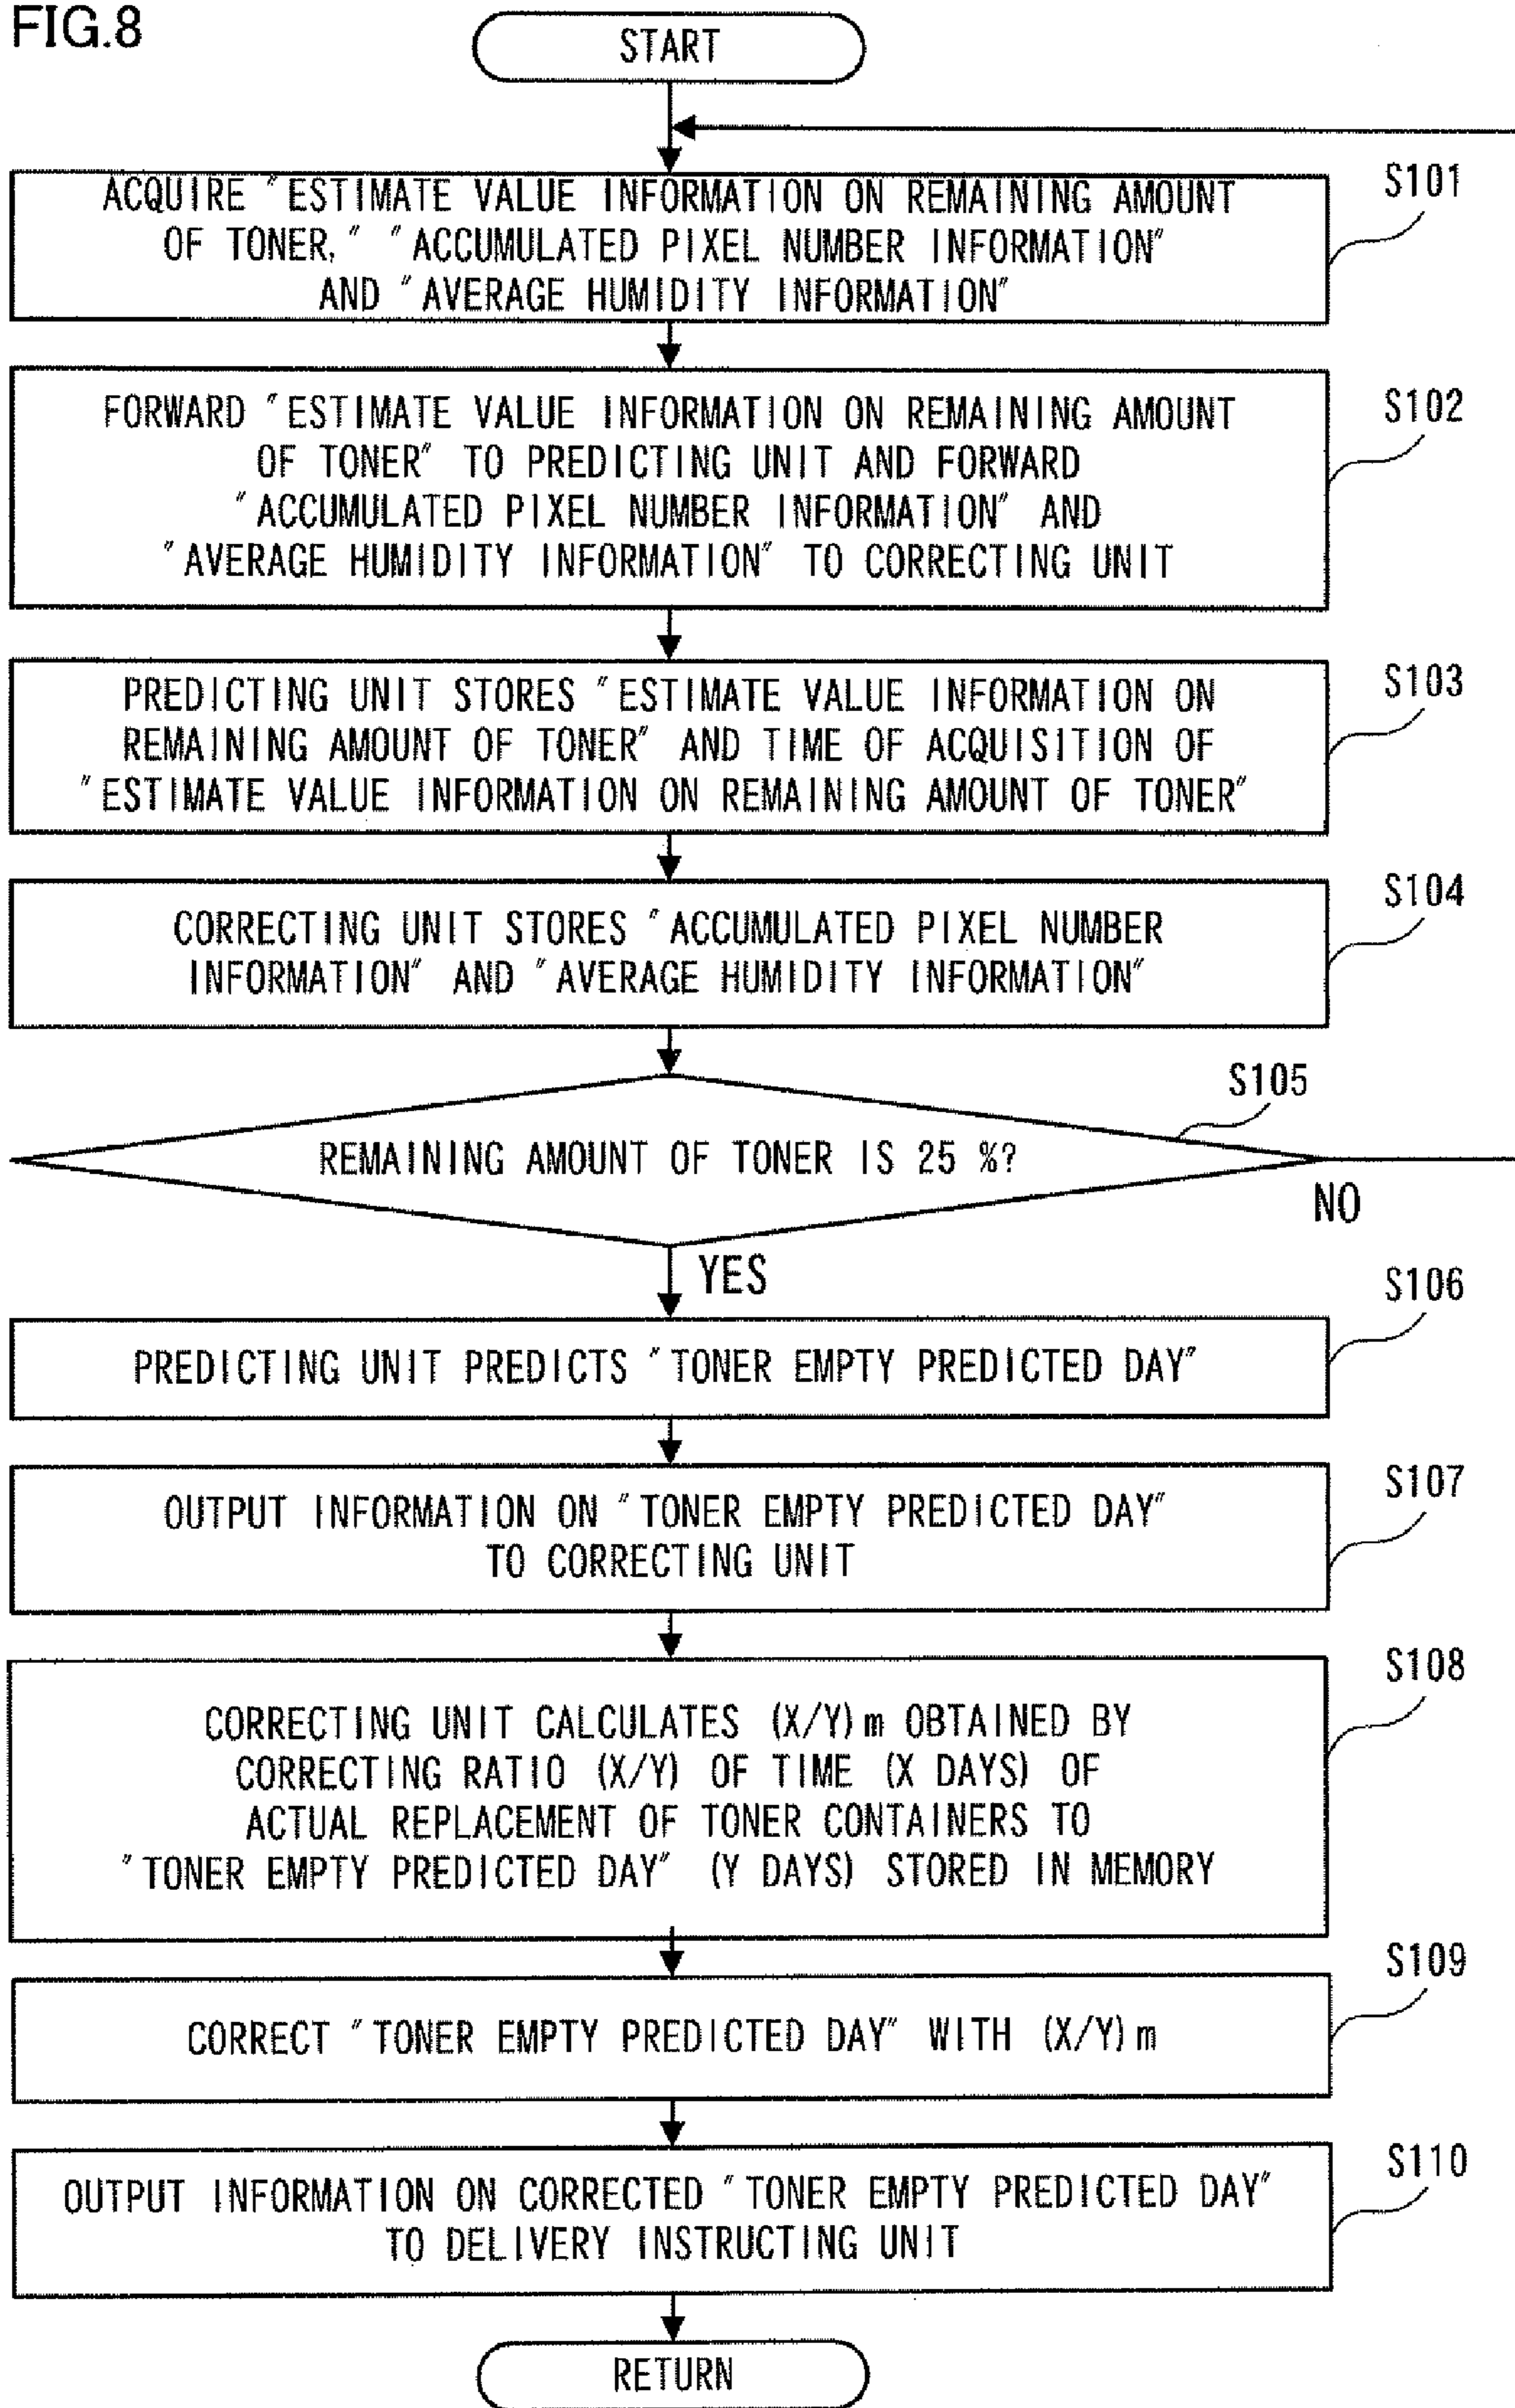 FIG.8
START
ACQUIRE "ESTIMATE VALUE INFORMATION ON REMAINING AMOUNT
OF TONER," "ACCUMULATED PIXEL NUMBER INFORMATION"
AND "AVERAGE HUMIDITY INFORMATION"
S101
FORWARD "ESTIMATE VALUE INFORMATION ON REMAINING AMOUNT
OF TONER" TO PREDICTING UNIT AND FORWARD
"ACCUMULATED PIXEL NUMBER INFORMATION" AND
"AVERAGE HUMIDITY INFORMATION" TO CORRECTING UNIT
S102
PREDICTING UNIT STORES "ESTIMATE VALUE INFORMATION ON
REMAINING AMOUNT OF TONER" AND TIME OF ACQUISITION OF
"ESTIMATE VALUE INFORMATION ON REMAINING AMOUNT OF TONER"
S103
CORRECTING UNIT STORES "ACCUMULATED PIXEL NUMBER
INFORMATION" AND "AVERAGE HUMIDITY INFORMATION"
S104
REMAINING AMOUNT OF TONER IS 25 %?
S105
NO
YES
PREDICTING UNIT PREDICTS "TONER EMPTY PREDICTED DAY"
S106
OUTPUT INFORMATION ON "TONER EMPTY PREDICTED DAY"
TO CORRECTING UNIT
S107
CORRECTING UNIT CALCULATES (X/Y)m OBTAINED BY
CORRECTING RATIO (X/Y) OF TIME (X DAYS) OF
ACTUAL REPLACEMENT OF TONER CONTAINERS TO
"TONER EMPTY PREDICTED DAY" (Y DAYS) STORED IN MEMORY
S108
CORRECT "TONER EMPTY PREDICTED DAY" WITH (X/Y)m
S109
OUTPUT INFORMATION ON CORRECTED "TONER EMPTY PREDICTED DAY"
TO DELIVERY INSTRUCTING UNIT
S110
RETURN